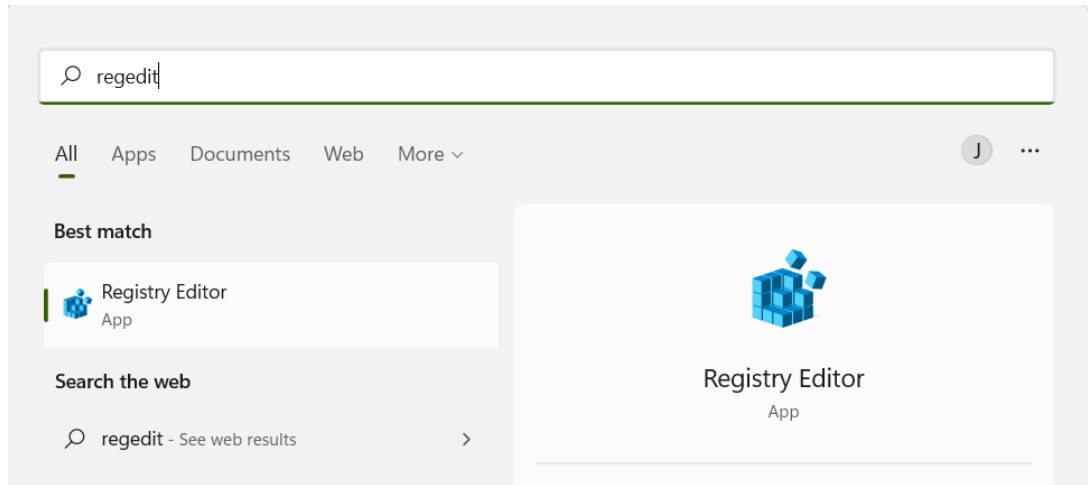 regedit
All Apps Documents Web More
J ...
Best match
Registry Editor
App
Search the web
regedit - See web results
Registry Editor
App